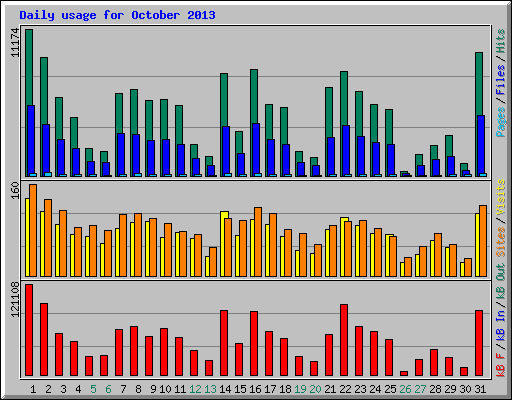 Daily usage for October 2013
11174
Pages / Files / Hits
160
Sites / Visits
121108
kB F / kB In / kB Out
1 2 3 4 5 6 7 8 9 10 11 12 13 14 15 16 17 18 19 20 21 22 23 24 25 26 27 28 29 30 31